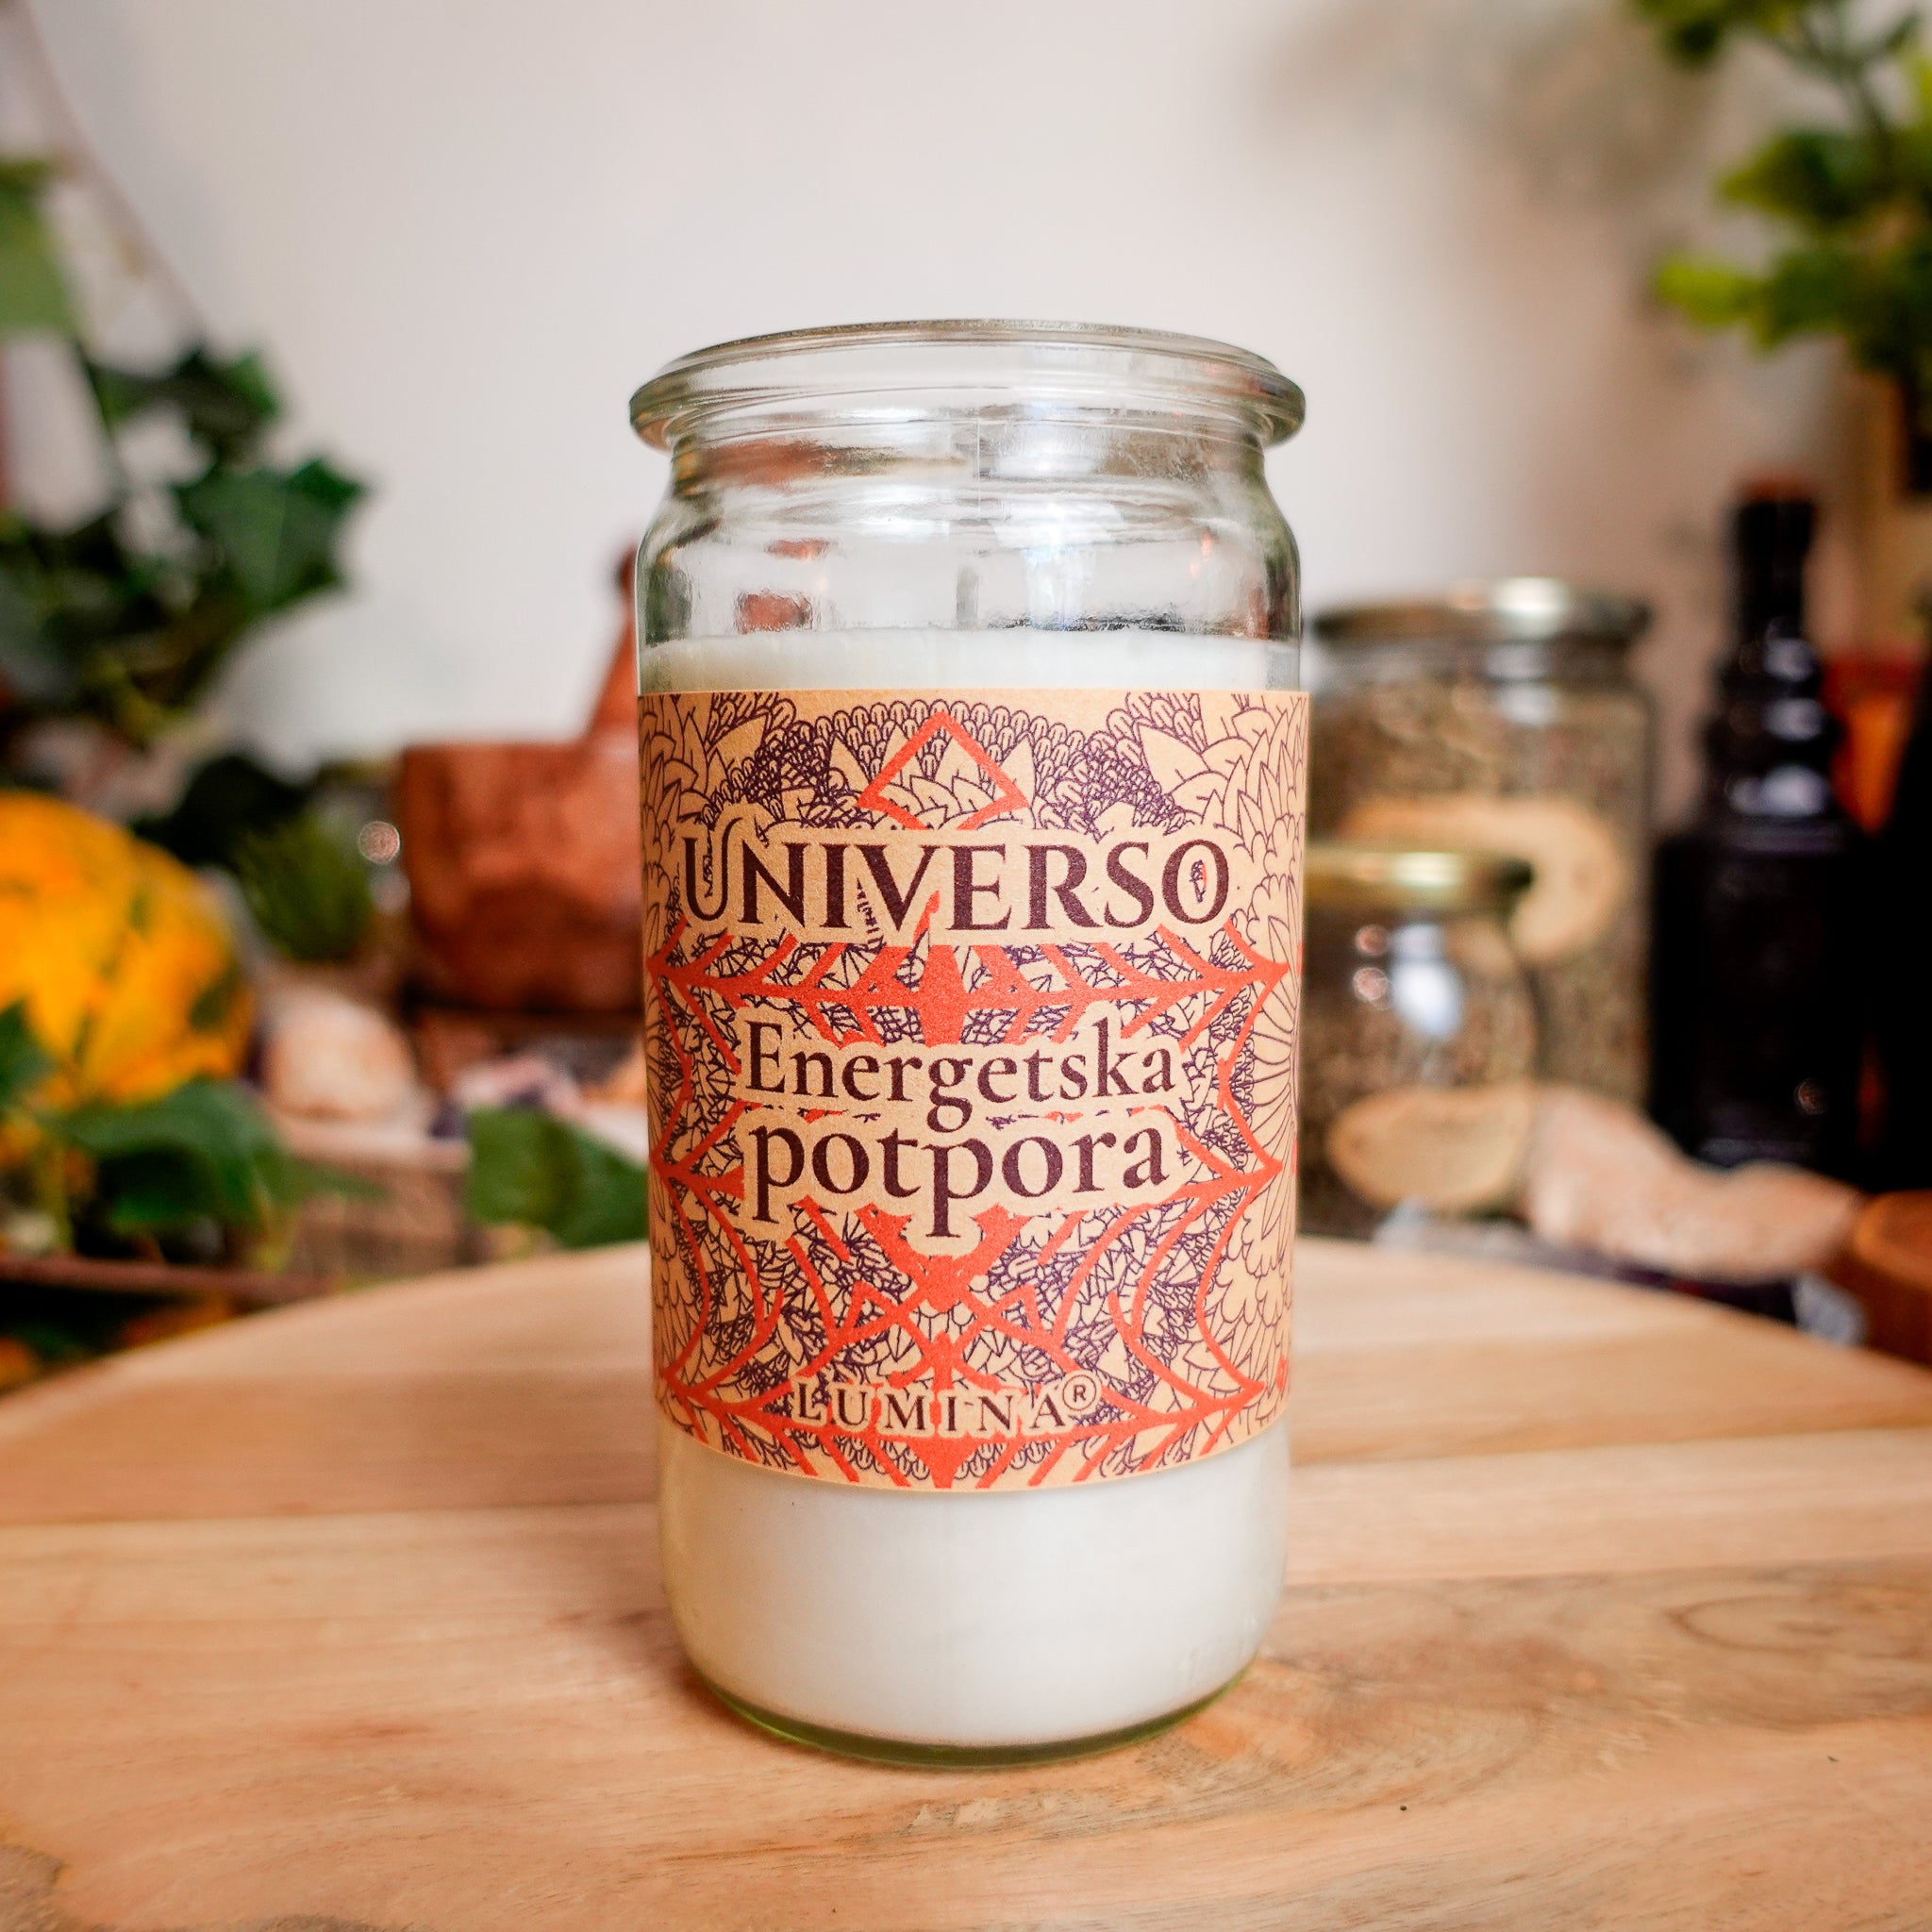 UNIVERSO
Energetska
potpora
LUMINA®